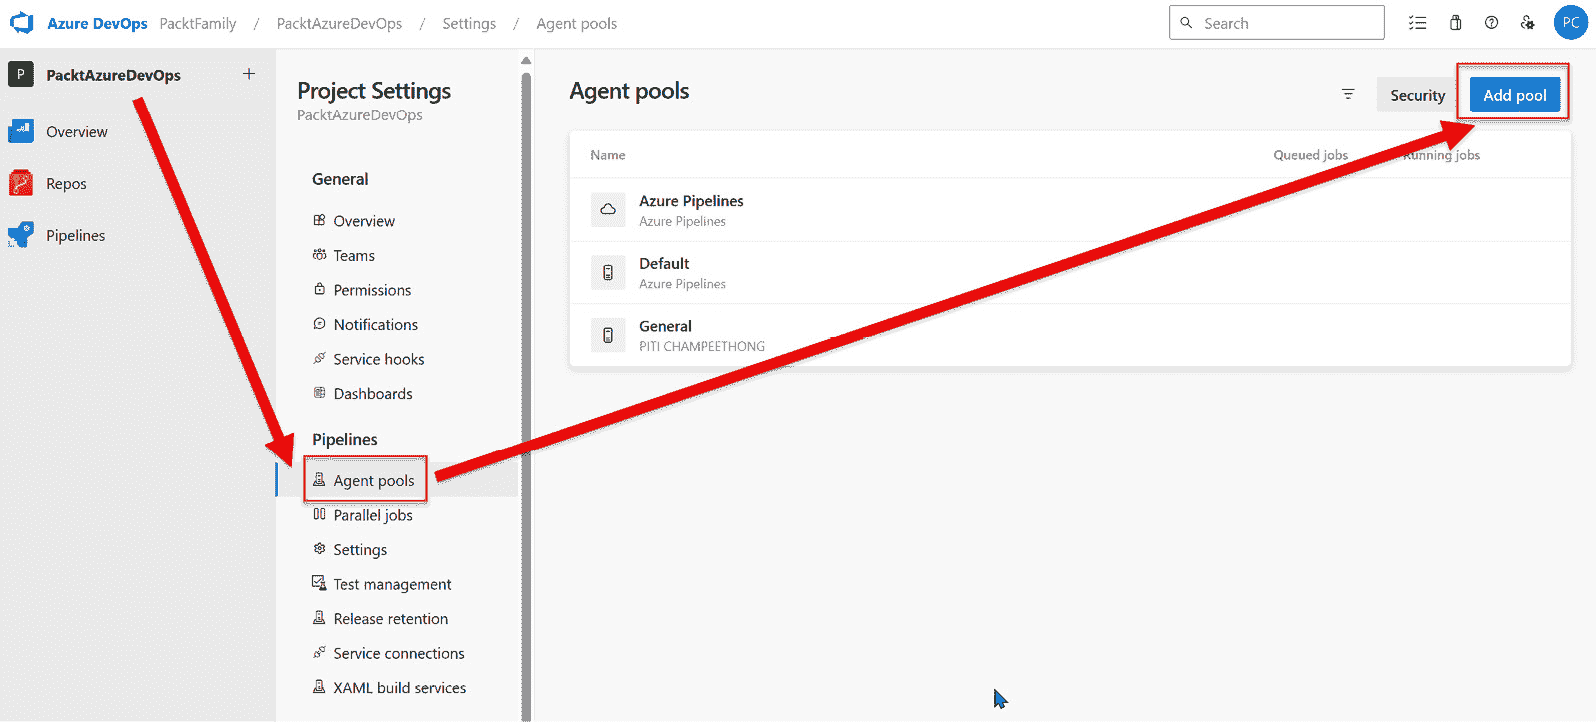 Azure DevOps PacktFamily / PacktAzureDevOps / Settings / Agent pools
Search
PC
P PacktAzureDevOps +
Overview
Repos
Pipelines
Project Settings
PacktAzureDevOps
General
Overview
Teams
Permissions
Notifications
Service hooks
Dashboards
Pipelines
Agent pools
Parallel jobs
Settings
Test management
Release retention
Service connections
XAML build services
Agent pools
Security
Add pool
Name Queued jobs Running jobs
Azure Pipelines
Azure Pipelines
Default
Azure Pipelines
General
PITI CHAMPEETHONG